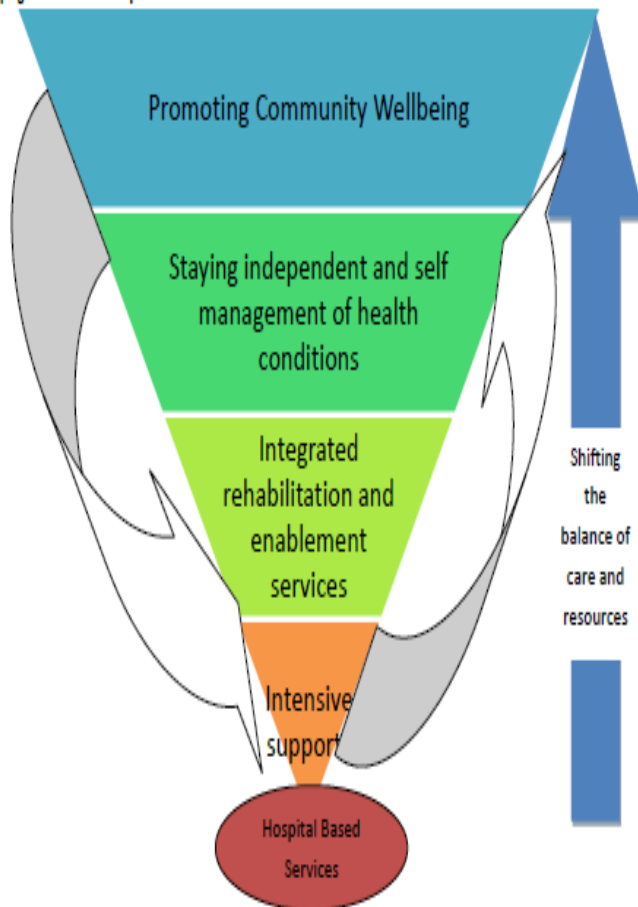 Promoting Community Wellbeing
Staying independent and self
management of health
conditions
Integrated
rehabilitation and
enablement
services
Intensive
support
Hospital Based
Services
Shifting
the
balance of
care and
resources